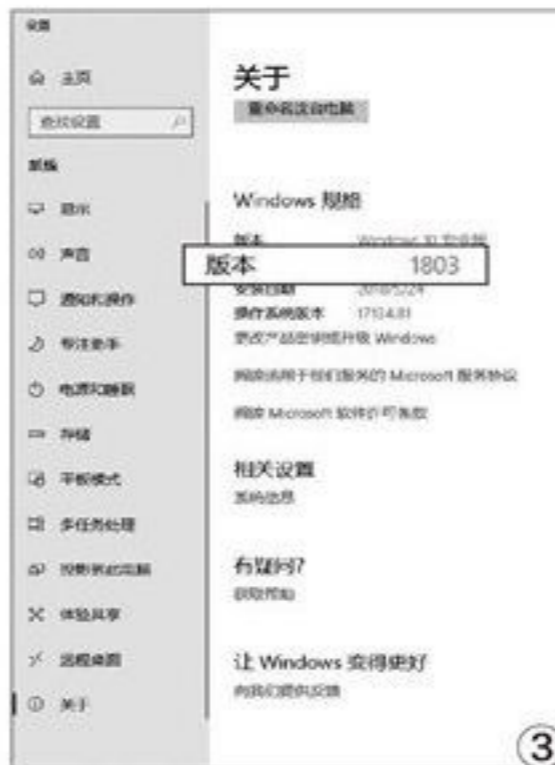 设置
主页
查找设置
系统
显示
声音
通知和操作
专注助手
电源和睡眠
存储
平板模式
多任务处理
投影到此电脑
体验共享
远程桌面
关于
关于
重命名这台电脑
Windows 规格
版本 Windows 10 专业版
版本 1803
安装日期 2018/5/24
操作系统版本 17134.81
更改产品密钥或升级 Windows
阅读适用于我们服务的 Microsoft 服务协议
阅读 Microsoft 软件许可条款
相关设置
系统信息
有疑问?
获取帮助
让 Windows 变得更好
向我们提供反馈
③